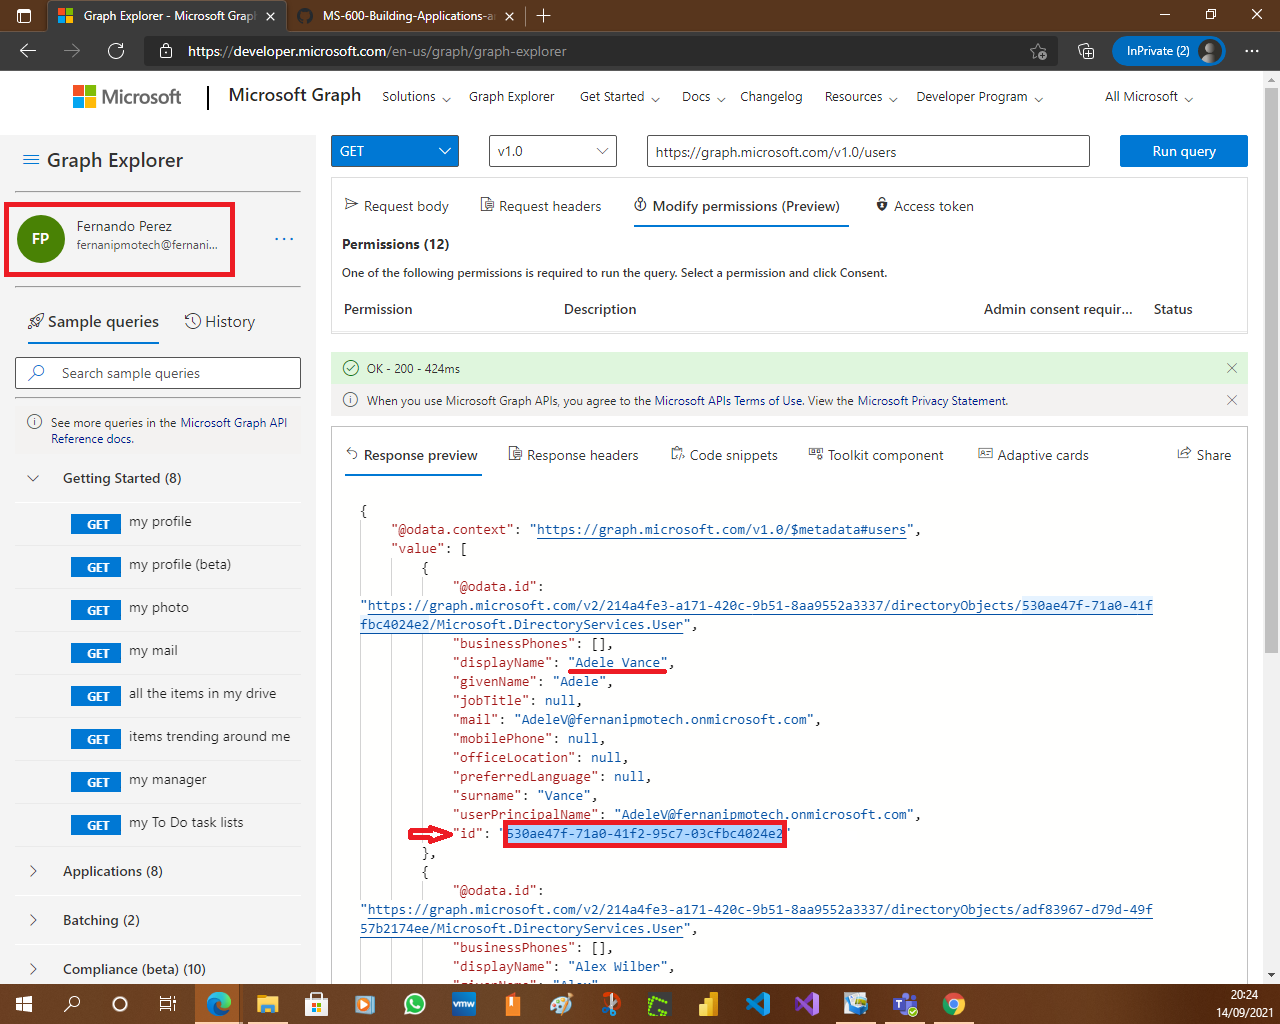 Graph Explorer - Microsoft Graph
MS-600-Building-Applications-a
https://developer.microsoft.com/en-us/graph/graph-explorer
InPrivate (2)
Microsoft
Microsoft Graph
Solutions
Graph Explorer
Get Started
Docs
Changelog
Resources
Developer Program
All Microsoft
Graph Explorer
GET
v1.0
https://graph.microsoft.com/v1.0/users
Run query
FP
Fernando Perez
fernanipmotech@fernani...
...
Request body
Request headers
Modify permissions (Preview)
Access token
Permissions (12)
One of the following permissions is required to run the query. Select a permission and click Consent.
Permission
Description
Admin consent requir...
Status
Sample queries
History
Search sample queries
See more queries in the Microsoft Graph API
Reference docs.
OK - 200 - 424ms
When you use Microsoft Graph APIs, you agree to the Microsoft APIs Terms of Use. View the Microsoft Privacy Statement.
Response preview
Response headers
Code snippets
Toolkit component
Adaptive cards
Share
Getting Started (8)
GET my profile
GET my profile (beta)
GET my photo
GET my mail
GET all the items in my drive
GET items trending around me
GET my manager
GET my To Do task lists
Applications (8)
Batching (2)
Compliance (beta) (10)
{
"@odata.context": "https://graph.microsoft.com/v1.0/$metadata#users",
"value": [
{
"@odata.id":
"https://graph.microsoft.com/v2/214a4fe3-a171-420c-9b51-8aa9552a3337/directoryObjects/530ae47f-71a0-41f
fbc4024e2/Microsoft.DirectoryServices.User",
"businessPhones": [],
"displayName": "Adele Vance",
"givenName": "Adele",
"jobTitle": null,
"mail": "AdeleV@fernanipmotech.onmicrosoft.com",
"mobilePhone": null,
"officeLocation": null,
"preferredLanguage": null,
"surname": "Vance",
"userPrincipalName": "AdeleV@fernanipmotech.onmicrosoft.com",
"id": "530ae47f-71a0-41f2-95c7-03cfbc4024e2"
},
{
"@odata.id":
"https://graph.microsoft.com/v2/214a4fe3-a171-420c-9b51-8aa9552a3337/directoryObjects/adf83967-d79d-49f
57b2174ee/Microsoft.DirectoryServices.User",
"businessPhones": [],
"displayName": "Alex Wilber",
"givenName": "Alex",
vmw
20:24
14/09/2021